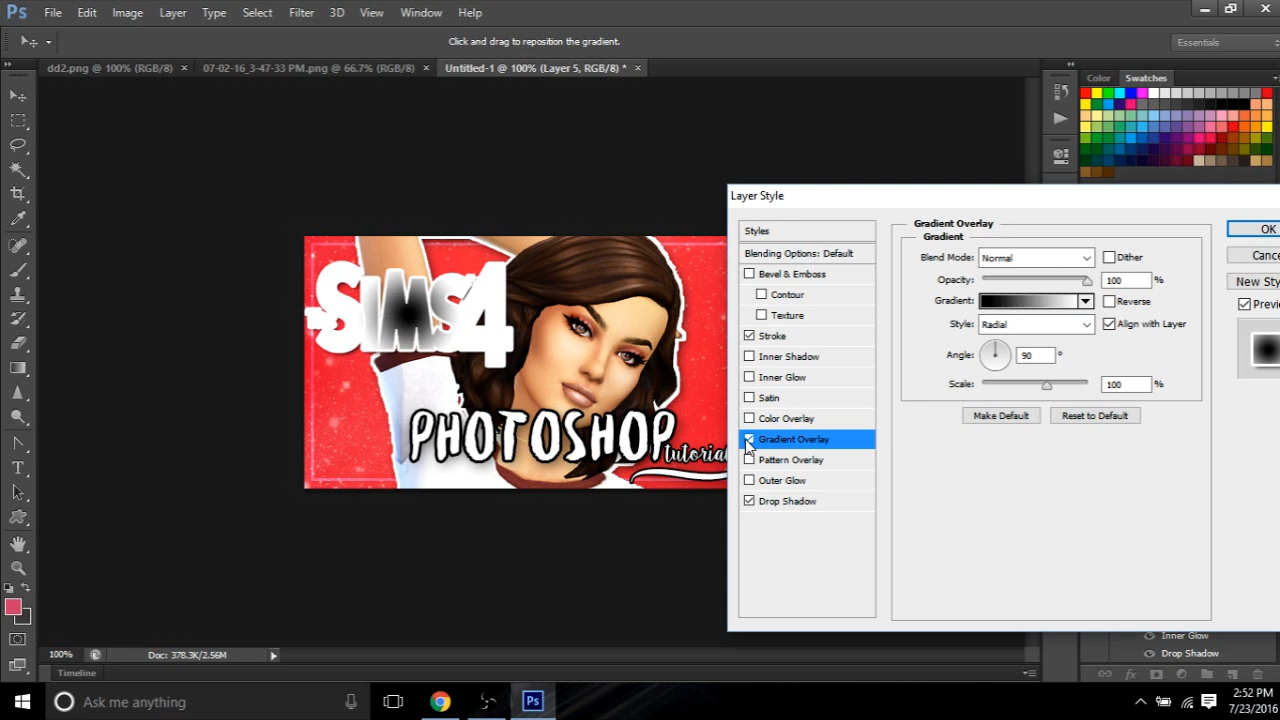 Ps File Edit Image Layer Type Select Filter 3D View Window Help
Click and drag to reposition the gradient.
Essentials
dd2.png @ 100% (RGB/8) × 07-02-16_3-47-33 PM.png @ 66.7% (RGB/8) × Untitled-1 @ 100% (Layer 5, RGB/8) * ×
Color Swatches
Layer Style
Styles
Blending Options: Default
Bevel & Emboss
Contour
Texture
Stroke
Inner Shadow
Inner Glow
Satin
Color Overlay
Gradient Overlay
Pattern Overlay
Outer Glow
Drop Shadow
Gradient Overlay
Gradient
Blend Mode: Normal Dither
Opacity: 100 %
Gradient: Reverse
Style: Radial Align with Layer
Angle: 90 °
Scale: 100 %
Make Default Reset to Default
OK
Cance
New Sty
Previe
SIMS4
PHOTOSHOP
tutorial
Inner Glow
Drop Shadow
100% Doc: 378.3K/2.56M
Timeline
Ask me anything
Ps
2:52 PM
7/23/2016